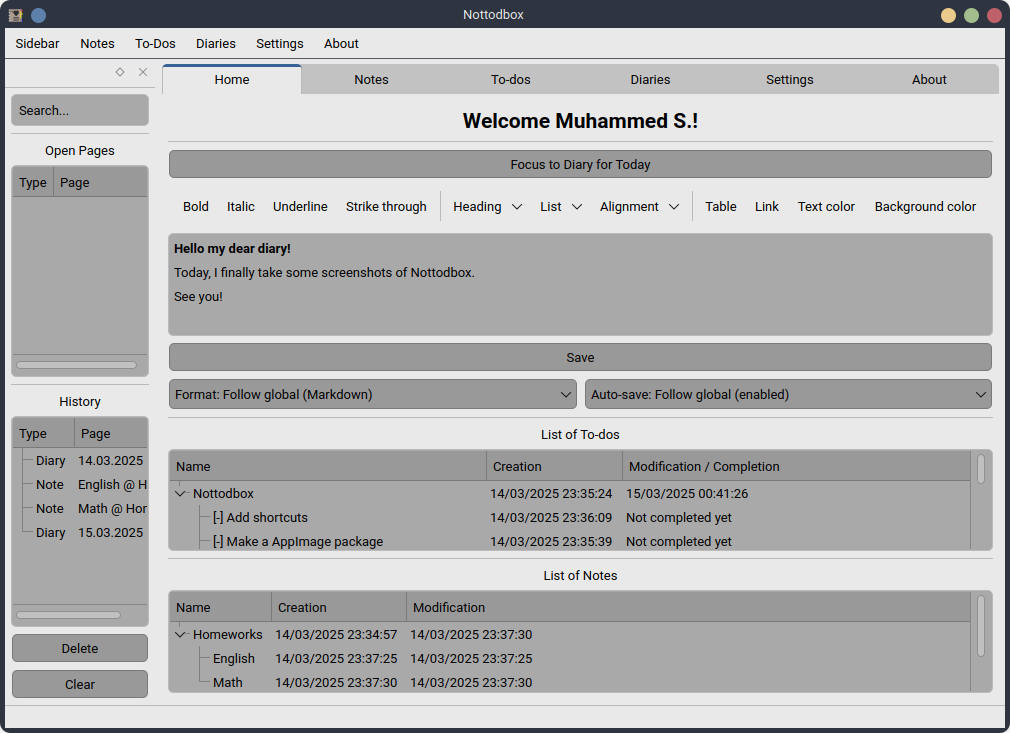 Nottodbox
Sidebar Notes To-Dos Diaries Settings About
Home Notes To-dos Diaries Settings About
Search...
Open Pages
Type Page
History
Type Page
Diary 14.03.2025
Note English @ H
Note Math @ Hor
Diary 15.03.2025
Delete
Clear
Welcome Muhammed S.!
Focus to Diary for Today
Bold Italic Underline Strike through Heading List Alignment Table Link Text color Background color
Hello my dear diary!
Today, I finally take some screenshots of Nottodbox.
See you!
Save
Format: Follow global (Markdown) Auto-save: Follow global (enabled)
List of To-dos
Name Creation Modification / Completion
Nottodbox 14/03/2025 23:35:24 15/03/2025 00:41:26
[-] Add shortcuts 14/03/2025 23:36:09 Not completed yet
[-] Make a AppImage package 14/03/2025 23:35:39 Not completed yet
List of Notes
Name Creation Modification
Homeworks 14/03/2025 23:34:57 14/03/2025 23:37:30
English 14/03/2025 23:37:25 14/03/2025 23:37:25
Math 14/03/2025 23:37:30 14/03/2025 23:37:30